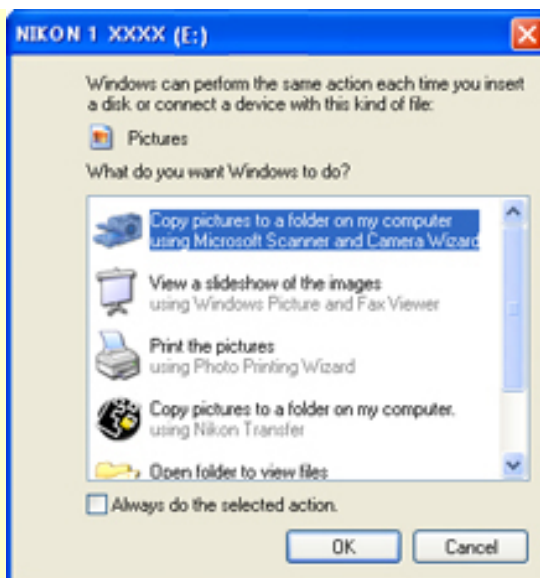 NIKON 1 XXXX (E:)
Windows can perform the same action each time you insert
a disk or connect a device with this kind of file:
Pictures
What do you want Windows to do?
Copy pictures to a folder on my computer
using Microsoft Scanner and Camera Wizard
View a slideshow of the images
using Windows Picture and Fax Viewer
Print the pictures
using Photo Printing Wizard
Copy pictures to a folder on my computer.
using Nikon Transfer
Open folder to view files
Always do the selected action.
OK
Cancel